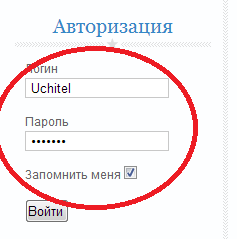 Авторизация
Логин
Uchitel
Пароль
•••••••
Запомнить меня
Войти